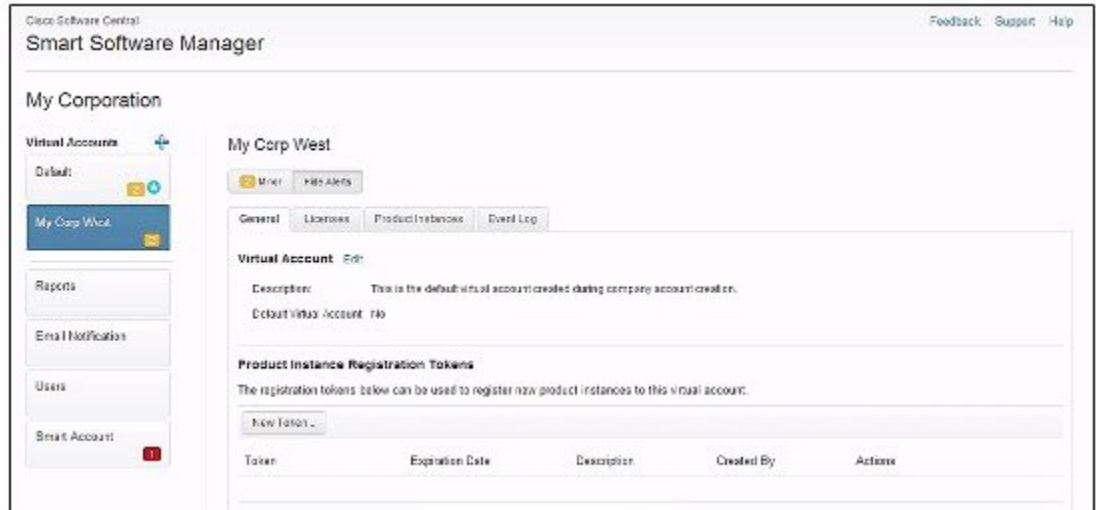 Cisco Software Central
Feedback Support Help
Smart Software Manager
My Corporation
Virtual Accounts
Default
My Corp West
Reports
Email Notification
Users
Smart Account
My Corp West
Minor Hide Alerts
General Licenses Product Instances Event Log
Virtual Account Edit
Description: This is the default virtual account created during company account creation.
Default Virtual Account: No
Product Instance Registration Tokens
The registration tokens below can be used to register new product instances to this virtual account.
New Token...
Token Expiration Date Description Created By Actions